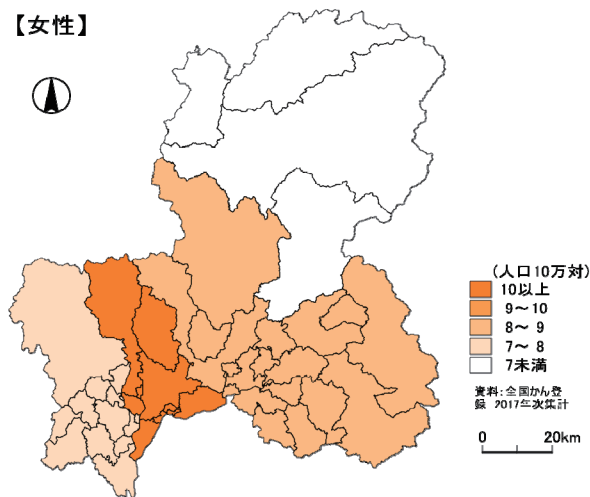 【女性】
(人口10万対)
10以上
9～10
8～ 9
7～ 8
7未満
資料:全国がん登
録 2017年次集計
0 20km